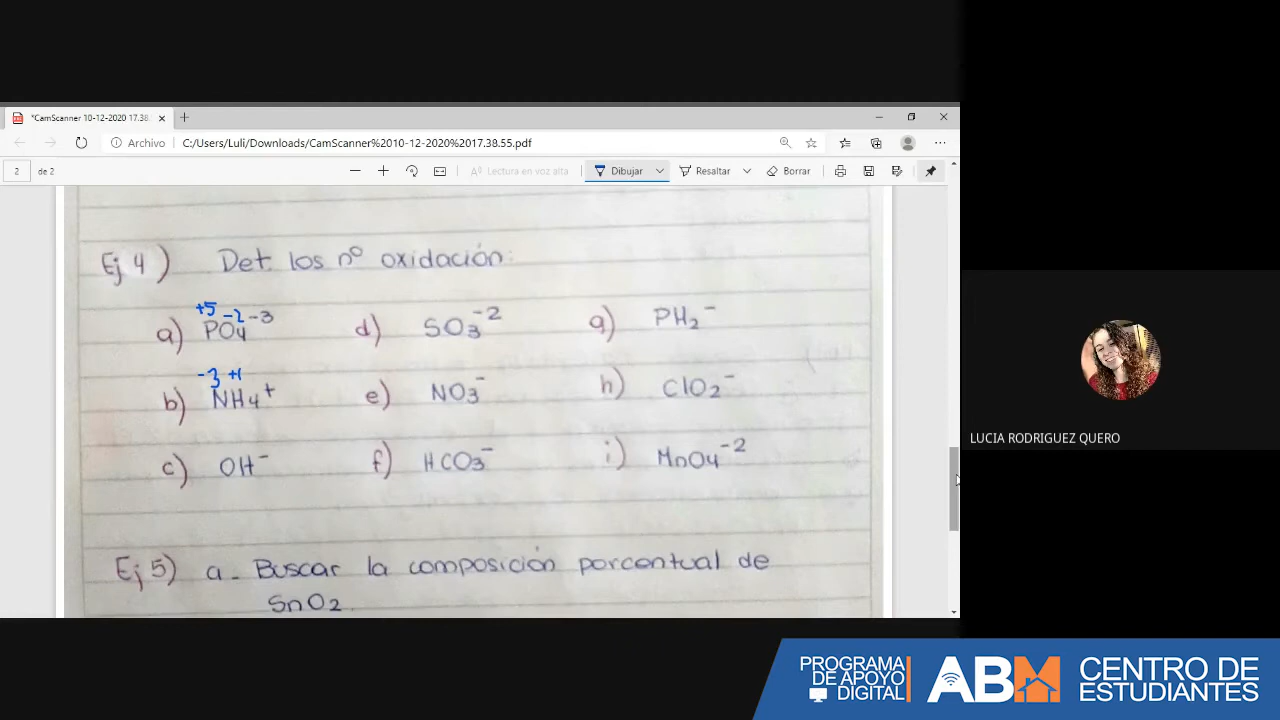 *CamScanner 10-12-2020 17.38.
Archivo C:/Users/Luli/Downloads/CamScanner%2010-12-2020%2017.38.55.pdf
2 de 2 Lectura en voz alta Dibujar Resaltar Borrar
Ej 4) Det. los nº oxidación:
+5 -2
a) PO4-3 d) SO3-2 g) PH2-
-3 +1
b) NH4+ e) NO3- h) ClO2-
c) OH- f) HCO3- i) MnO4-2
Ej 5) a- Buscar la composición porcentual de
SnO2
LUCIA RODRIGUEZ QUERO
PROGRAMA
DE APOYO
DIGITAL
ABM
CENTRO DE
ESTUDIANTES